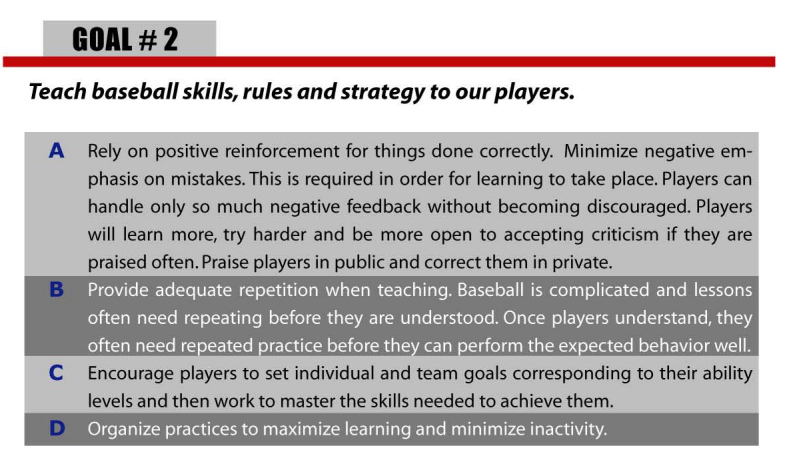 GOAL # 2
Teach baseball skills, rules and strategy to our players.
A Rely on positive reinforcement for things done correctly. Minimize negative em-
phasis on mistakes. This is required in order for learning to take place. Players can
handle only so much negative feedback without becoming discouraged. Players
will learn more, try harder and be more open to accepting criticism if they are
praised often. Praise players in public and correct them in private.
B Provide adequate repetition when teaching. Baseball is complicated and lessons
often need repeating before they are understood. Once players understand, they
often need repeated practice before they can perform the expected behavior well.
C Encourage players to set individual and team goals corresponding to their ability
levels and then work to master the skills needed to achieve them.
D Organize practices to maximize learning and minimize inactivity.